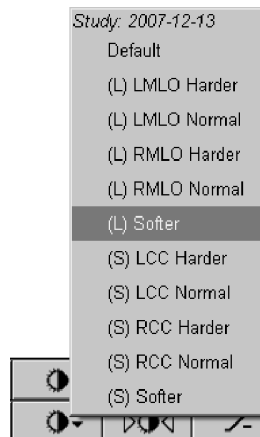 Study: 2007-12-13
Default
(L) LMLO Harder
(L) LMLO Normal
(L) RMLO Harder
(L) RMLO Normal
(L) Softer
(S) LCC Harder
(S) LCC Normal
(S) RCC Harder
(S) RCC Normal
(S) Softer